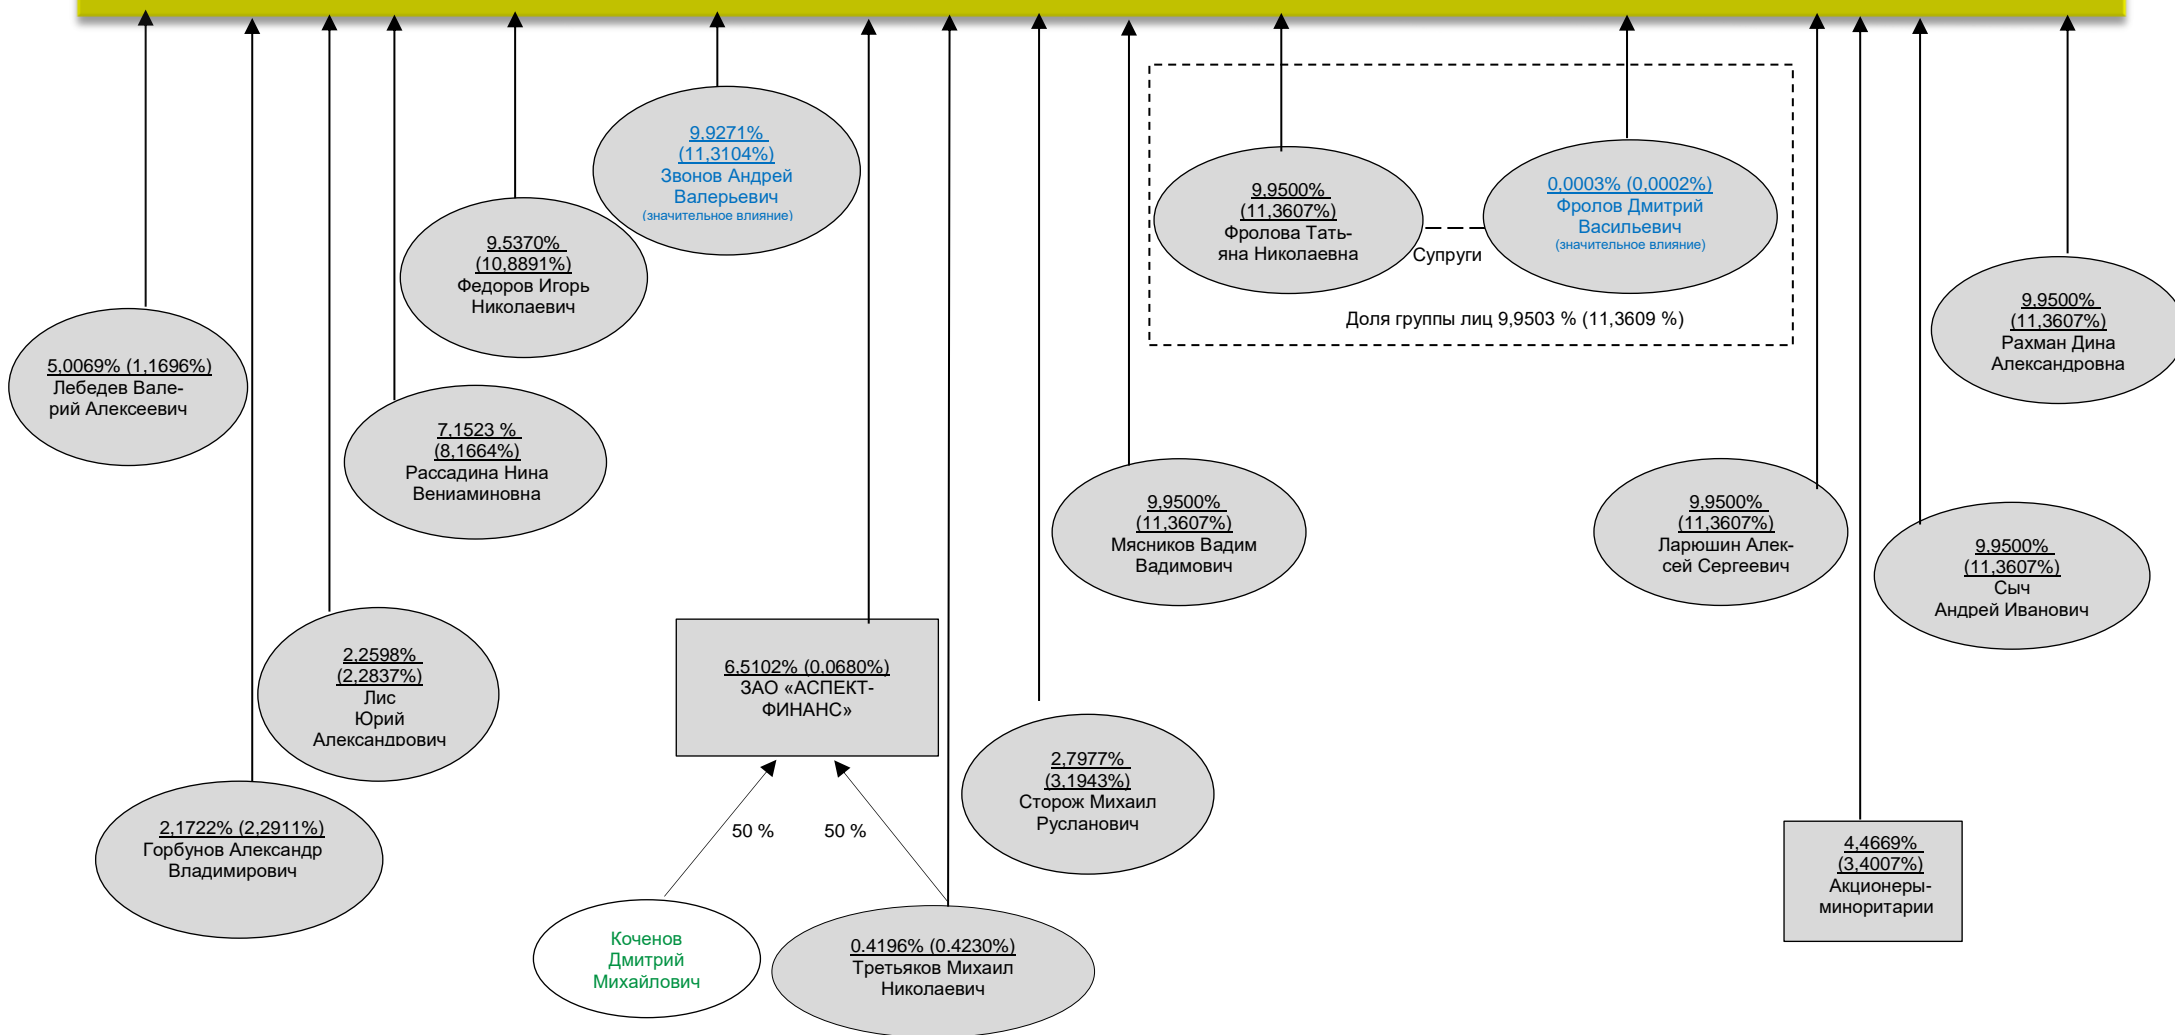 9,9271%
(11,3104%)
Звонов Андрей
Валерьевич
(значительное влияние)
9,9500%
(11,3607%)
Фролова Тать-
яна Николаевна
Супруги
0,0003% (0,0002%)
Фролов Дмитрий
Васильевич
(значительное влияние)
Доля группы лиц 9,9503 % (11,3609 %)
9,5370%
(10,8891%)
Федоров Игорь
Николаевич
9,9500%
(11,3607%)
Рахман Дина
Александровна
5,0069% (1,1696%)
Лебедев Вале-
рий Алексеевич
7,1523 %
(8,1664%)
Рассадина Нина
Вениаминовна
9,9500%
(11,3607%)
Мясников Вадим
Вадимович
9,9500%
(11,3607%)
Ларюшин Алек-
сей Сергеевич
9,9500%
(11,3607%)
Сыч
Андрей Иванович
2,2598%
(2,2837%)
Лис
Юрий
Александрович
6,5102% (0,0680%)
ЗАО «АСПЕКТ-
ФИНАНС»
2,7977%
(3,1943%)
Сторож Михаил
Русланович
2,1722% (2,2911%)
Горбунов Александр
Владимирович
50 %
50 %
4,4669%
(3,4007%)
Акционеры-
миноритарии
Коченов
Дмитрий
Михайлович
0.4196% (0.4230%)
Третьяков Михаил
Николаевич